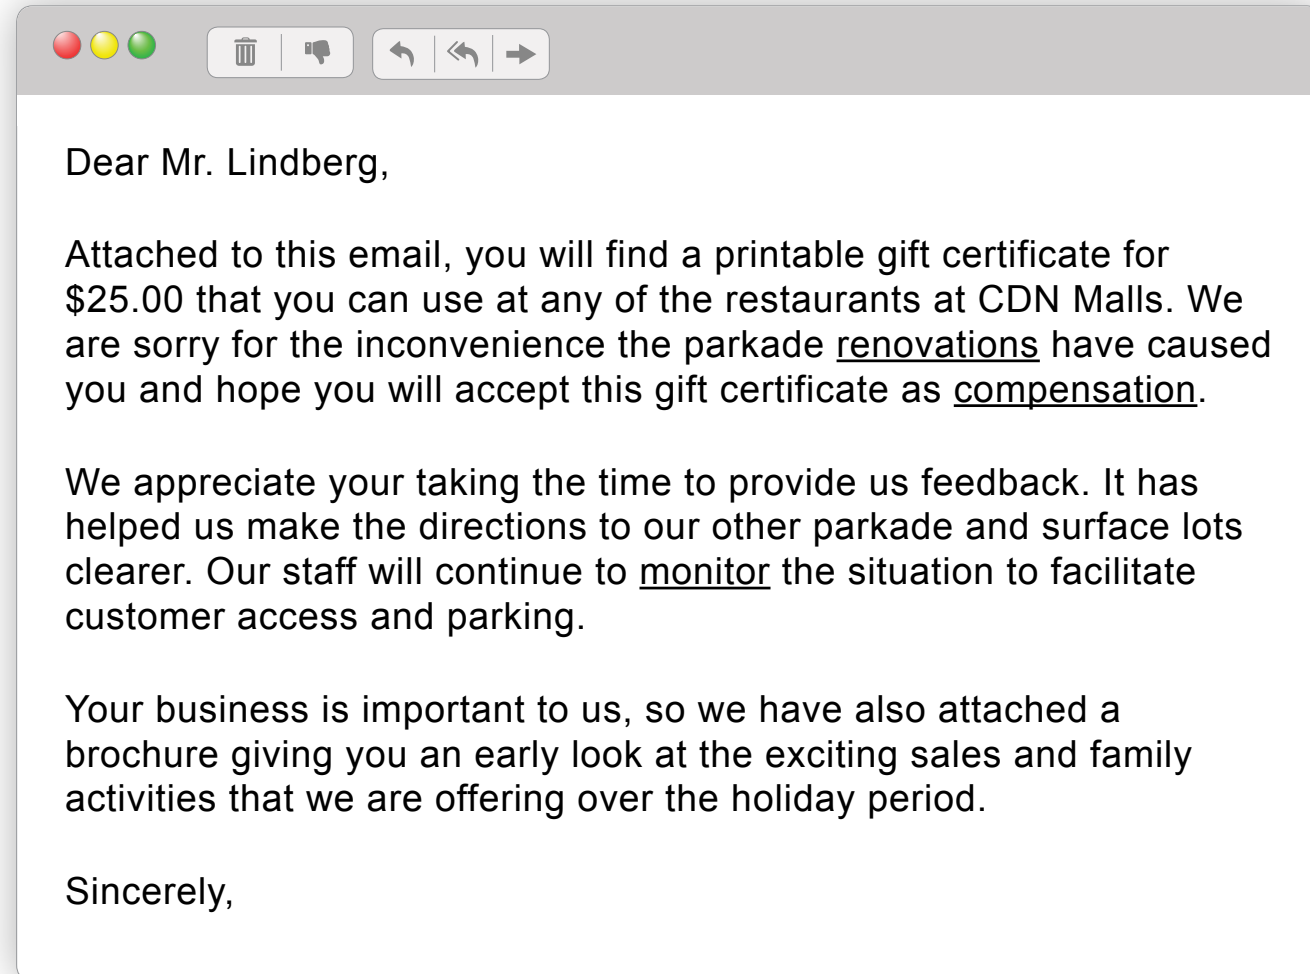 Dear Mr. Lindberg,
Attached to this email, you will find a printable gift certificate for
$25.00 that you can use at any of the restaurants at CDN Malls. We
are sorry for the inconvenience the parkade renovations have caused
you and hope you will accept this gift certificate as compensation.
We appreciate your taking the time to provide us feedback. It has
helped us make the directions to our other parkade and surface lots
clearer. Our staff will continue to monitor the situation to facilitate
customer access and parking.
Your business is important to us, so we have also attached a
brochure giving you an early look at the exciting sales and family
activities that we are offering over the holiday period.
Sincerely,